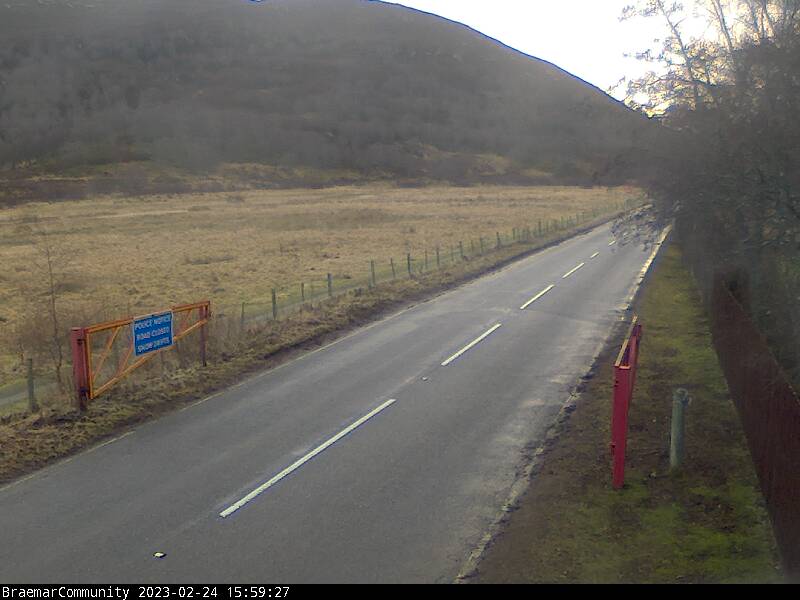 POLICE NOTICE
ROAD CLOSED
SNOW DRIFTS
BraemarCommunity 2023-02-24 15:59:27